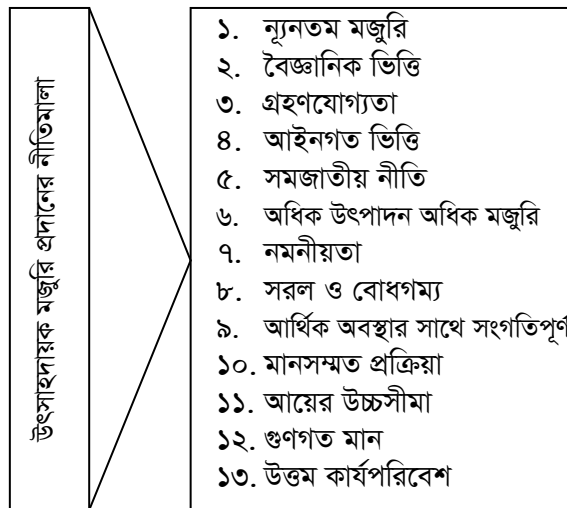 উৎসাহদায়ক মজুরি প্রদানের নীতিমালা
১. ন্যূনতম মজুরি
২. বৈজ্ঞানিক ভিত্তি
৩. গ্রহণযোগ্যতা
৪. আইনগত ভিত্তি
৫. সমজাতীয় নীতি
৬. অধিক উৎপাদন অধিক মজুরি
৭. নমনীয়তা
৮. সরল ও বোধগম্য
৯. আর্থিক অবস্থার সাথে সংগতিপূর্ণ
১০. মানসম্মত প্রক্রিয়া
১১. আয়ের উচ্চসীমা
১২. গুণগত মান
১৩. উত্তম কার্যপরিবেশ